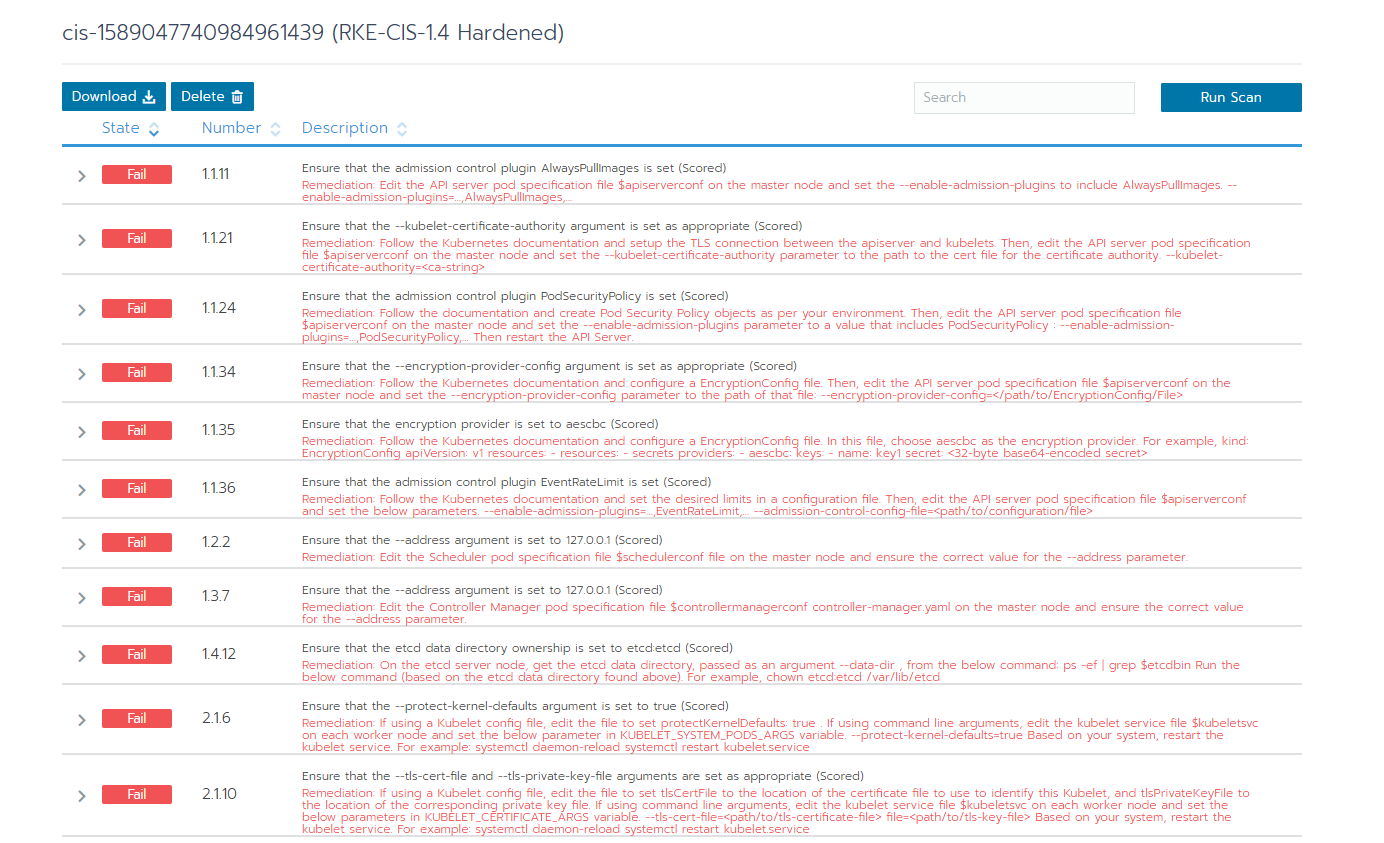 cis-1589047740984961439 (RKE-CIS-1.4 Hardened)
Download Delete Search Run Scan
State Number Description
Fail 1.1.11 Ensure that the admission control plugin AlwaysPullImages is set (Scored)
Remediation: Edit the API server pod specification file $apiserverconf on the master node and set the --enable-admission-plugins to include AlwaysPullImages. --
enable-admission-plugins=...,AlwaysPullImages,...
Fail 1.1.21 Ensure that the --kubelet-certificate-authority argument is set as appropriate (Scored)
Remediation: Follow the Kubernetes documentation and setup the TLS connection between the apiserver and kubelets. Then, edit the API server pod specification
file $apiserverconf on the master node and set the --kubelet-certificate-authority parameter to the path to the cert file for the certificate authority. --kubelet-
certificate-authority=<ca-string>
Fail 1.1.24 Ensure that the admission control plugin PodSecurityPolicy is set (Scored)
Remediation: Follow the documentation and create Pod Security Policy objects as per your environment. Then, edit the API server pod specification file
$apiserverconf on the master node and set the --enable-admission-plugins parameter to a value that includes PodSecurityPolicy : --enable-admission-
plugins=...,PodSecurityPolicy,... Then restart the API Server.
Fail 1.1.34 Ensure that the --encryption-provider-config argument is set as appropriate (Scored)
Remediation: Follow the Kubernetes documentation and configure a EncryptionConfig file. Then, edit the API server pod specification file $apiserverconf on the
master node and set the --encryption-provider-config parameter to the path of that file: --encryption-provider-config=</path/to/EncryptionConfig/File>
Fail 1.1.35 Ensure that the encryption provider is set to aescbc (Scored)
Remediation: Follow the Kubernetes documentation and configure a EncryptionConfig file. In this file, choose aescbc as the encryption provider. For example, kind:
EncryptionConfig apiVersion: v1 resources: - resources: - secrets providers: - aescbc: keys: - name: key1 secret: <32-byte base64-encoded secret>
Fail 1.1.36 Ensure that the admission control plugin EventRateLimit is set (Scored)
Remediation: Follow the Kubernetes documentation and set the desired limits in a configuration file. Then, edit the API server pod specification file $apiserverconf
and set the below parameters. --enable-admission-plugins=...,EventRateLimit,... --admission-control-config-file=<path/to/configuration/file>
Fail 1.2.2 Ensure that the --address argument is set to 127.0.0.1 (Scored)
Remediation: Edit the Scheduler pod specification file $schedulerconf file on the master node and ensure the correct value for the --address parameter.
Fail 1.3.7 Ensure that the --address argument is set to 127.0.0.1 (Scored)
Remediation: Edit the Controller Manager pod specification file $controllermanagerconf controller-manager.yaml on the master node and ensure the correct value
for the --address parameter.
Fail 1.4.12 Ensure that the etcd data directory ownership is set to etcd:etcd (Scored)
Remediation: On the etcd server node, get the etcd data directory, passed as an argument --data-dir , from the below command: ps -ef | grep $etcdbin Run the
below command (based on the etcd data directory found above). For example, chown etcd:etcd /var/lib/etcd
Fail 2.1.6 Ensure that the --protect-kernel-defaults argument is set to true (Scored)
Remediation: If using a Kubelet config file, edit the file to set protectKernelDefaults: true . If using command line arguments, edit the kubelet service file $kubeletsvc
on each worker node and set the below parameter in KUBELET_SYSTEM_PODS_ARGS variable. --protect-kernel-defaults=true Based on your system, restart the
kubelet service. For example: systemctl daemon-reload systemctl restart kubelet.service
Fail 2.1.10 Ensure that the --tls-cert-file and --tls-private-key-file arguments are set as appropriate (Scored)
Remediation: If using a Kubelet config file, edit the file to set tlsCertFile to the location of the certificate file to use to identify this Kubelet, and tlsPrivateKeyFile to
the location of the corresponding private key file. If using command line arguments, edit the kubelet service file $kubeletsvc on each worker node and set the
below parameters in KUBELET_CERTIFICATE_ARGS variable. --tls-cert-file=<path/to/tls-certificate-file> file=<path/to/tls-key-file> Based on your system, restart the
kubelet service. For example: systemctl daemon-reload systemctl restart kubelet.service